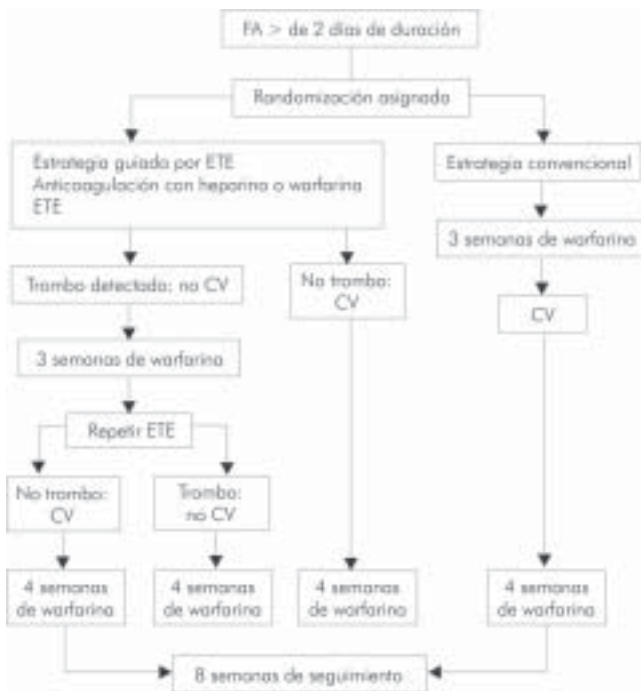 FA > de 2 días de duración
Randomización asignada
Estrategia guiada por ETE
Anticoagulación con heparina o warfarina
ETE
Estrategia convencional
3 semanas de warfarina
Trombo detectado: no CV
No trombo:
CV
CV
3 semanas de warfarina
Repetir ETE
No trombo:
CV
Trombo:
no CV
4 semanas
de warfarina
4 semanas
de warfarina
4 semanas
de warfarina
4 semanas
de warfarina
8 semanas de seguimiento